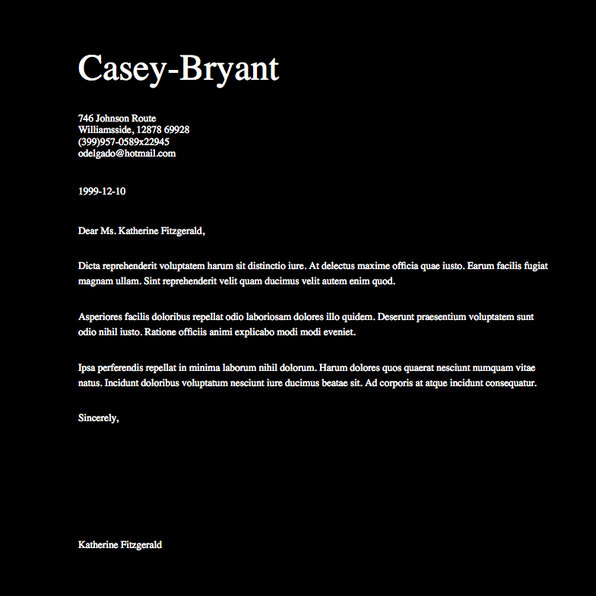 Casey-Bryant
746 Johnson Route
Williamsside, 12878 69928
(399)957-0589x22945
odelgado@hotmail.com
1999-12-10
Dear Ms. Katherine Fitzgerald,
Dicta reprehenderit voluptatem harum sit distinctio iure. At delectus maxime officia quae iusto. Earum facilis fugiat
magnam ullam. Sint reprehenderit velit quam ducimus velit autem enim quod.
Asperiores facilis doloribus repellat odio laboriosam dolores illo quidem. Deserunt praesentium voluptatem sunt
odio nihil iusto. Ratione officiis animi explicabo modi modi eveniet.
Ipsa perferendis repellat in minima laborum nihil dolorum. Harum dolores quos quaerat nesciunt numquam vitae
natus. Incidunt doloribus voluptatum nesciunt iure ducimus beatae sit. Ad corporis at atque incidunt consequatur.
Sincerely,
Katherine Fitzgerald